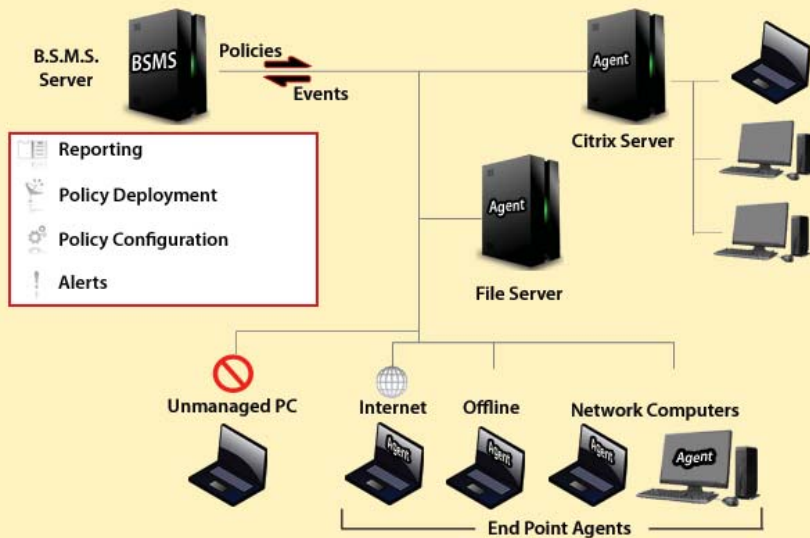 B.S.M.S.
Server
BSMS
Policies
Events
Agent
Citrix Server
Reporting
Policy Deployment
Policy Configuration
Alerts
Agent
File Server
Unmanaged PC
Internet
Offline
Network Computers
Agent
Agent
Agent
Agent
End Point Agents